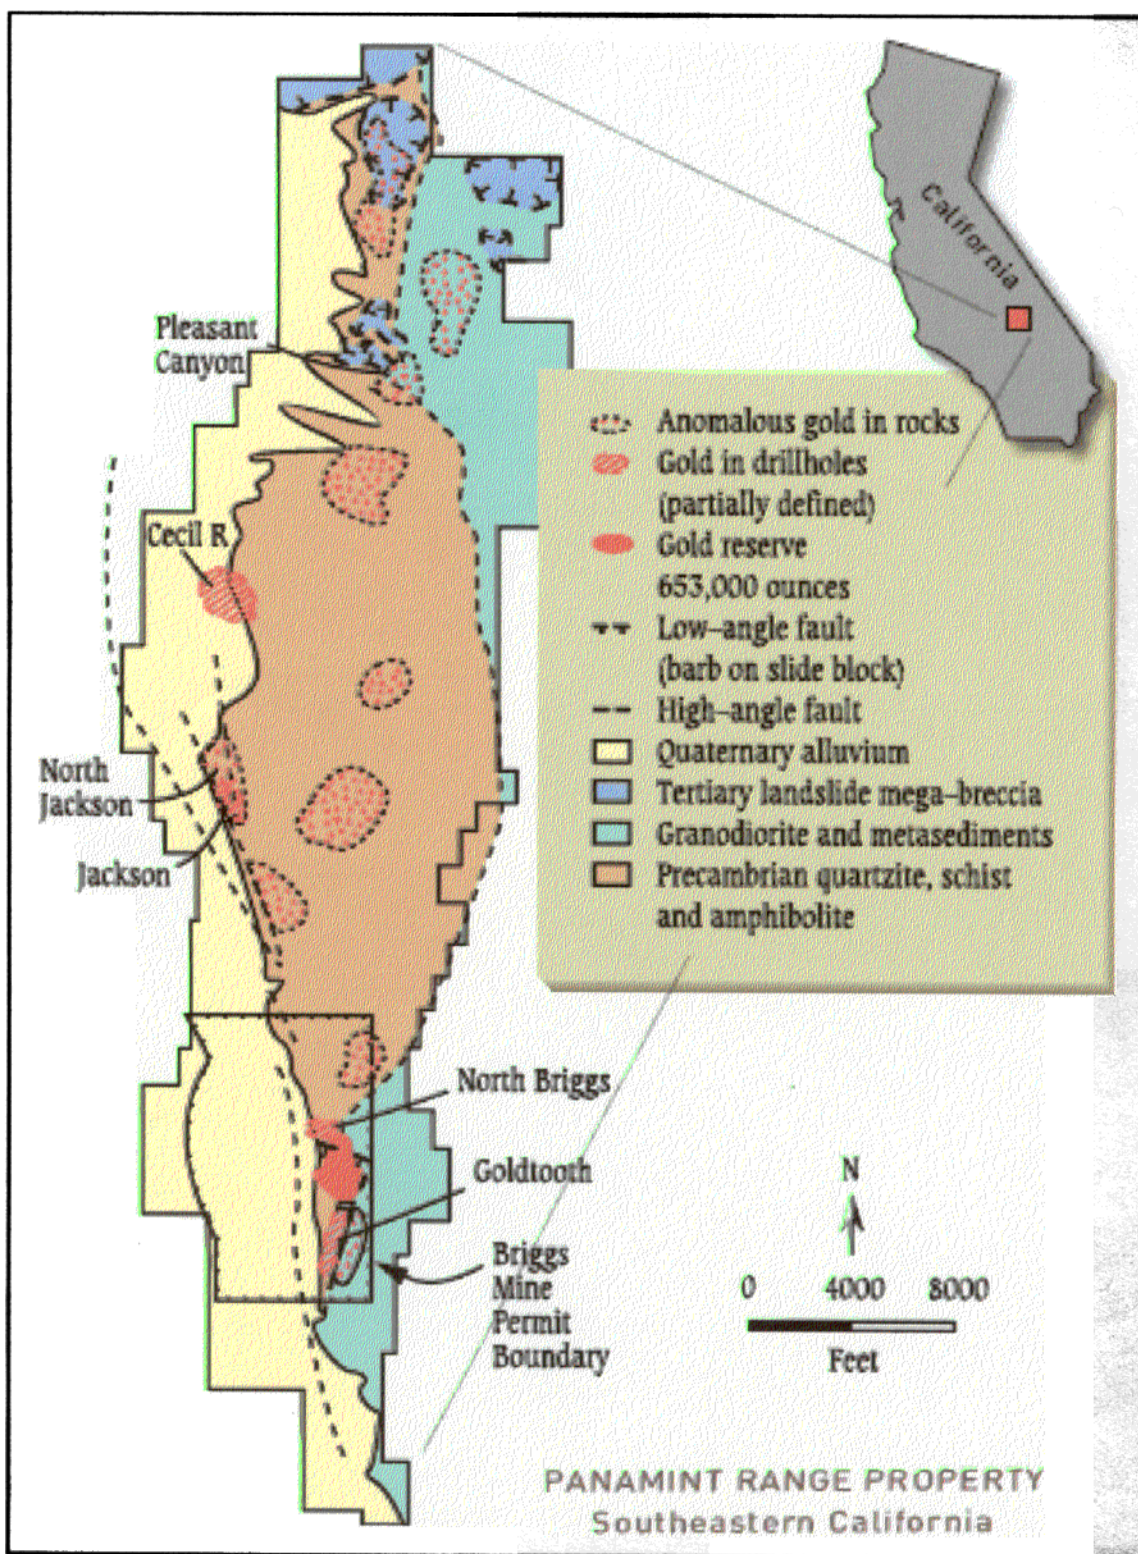 California
Pleasant
Canyon
Anomalous gold in rocks
Gold in drillholes
(partially defined)
Gold reserve
653,000 ounces
Low-angle fault
(barb on slide block)
High-angle fault
Quaternary alluvium
Tertiary landslide mega-breccia
Granodiorite and metasediments
Precambrian quartzite, schist
and amphibolite
Cecil R
North
Jackson
Jackson
North Briggs
Goldtooth
Briggs
Mine
Permit
Boundary
N
0 4000 8000
Feet
PANAMINT RANGE PROPERTY
Southeastern California